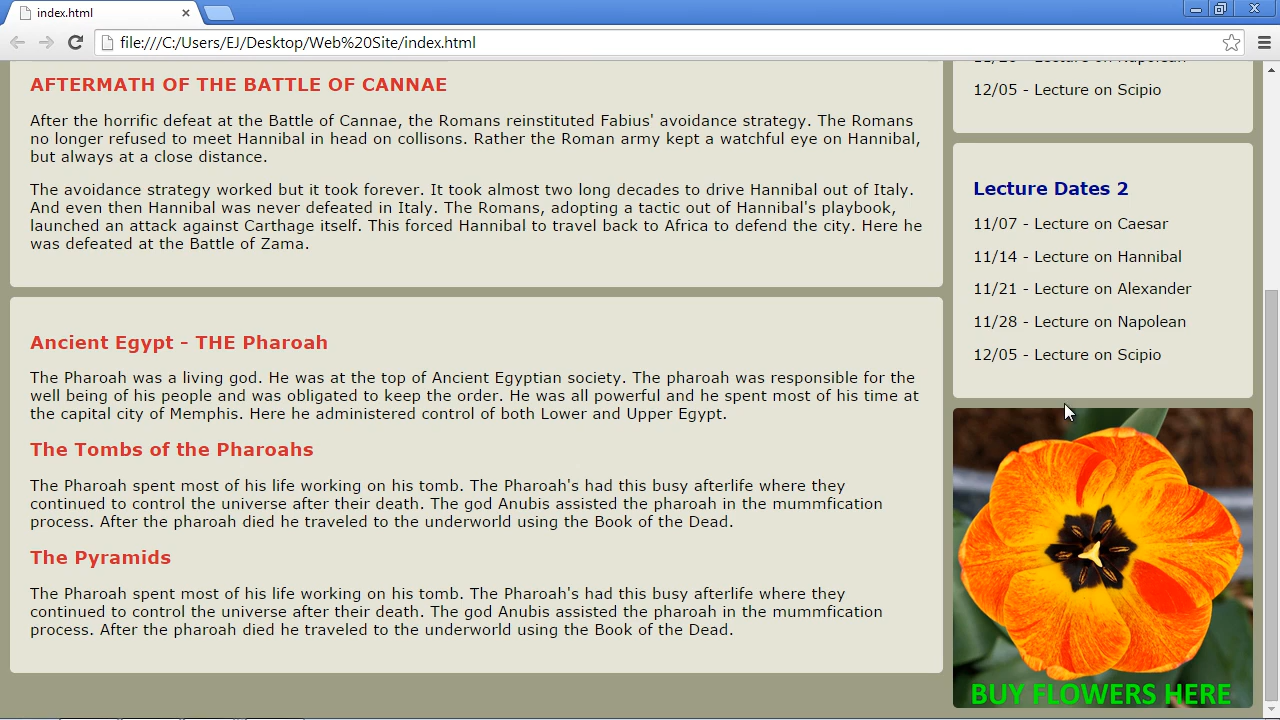 index.html
file:///C:/Users/EJ/Desktop/Web%20Site/index.html
AFTERMATH OF THE BATTLE OF CANNAE
After the horrific defeat at the Battle of Cannae, the Romans reinstituted Fabius' avoidance strategy. The Romans
no longer refused to meet Hannibal in head on collisons. Rather the Roman army kept a watchful eye on Hannibal,
but always at a close distance.
The avoidance strategy worked but it took forever. It took almost two long decades to drive Hannibal out of Italy.
And even then Hannibal was never defeated in Italy. The Romans, adopting a tactic out of Hannibal's playbook,
launched an attack against Carthage itself. This forced Hannibal to travel back to Africa to defend the city. Here he
was defeated at the Battle of Zama.
Ancient Egypt - THE Pharoah
The Pharoah was a living god. He was at the top of Ancient Egyptian society. The pharoah was responsible for the
well being of his people and was obligated to keep the order. He was all powerful and he spent most of his time at
the capital city of Memphis. Here he administered control of both Lower and Upper Egypt.
The Tombs of the Pharoahs
The Pharoah spent most of his life working on his tomb. The Pharoah's had this busy afterlife where they
continued to control the universe after their death. The god Anubis assisted the pharoah in the mummfication
process. After the pharoah died he traveled to the underworld using the Book of the Dead.
The Pyramids
The Pharoah spent most of his life working on his tomb. The Pharoah's had this busy afterlife where they
continued to control the universe after their death. The god Anubis assisted the pharoah in the mummfication
process. After the pharoah died he traveled to the underworld using the Book of the Dead.
Lecture on Napolean
12/05 - Lecture on Scipio
Lecture Dates 2
11/07 - Lecture on Caesar
11/14 - Lecture on Hannibal
11/21 - Lecture on Alexander
11/28 - Lecture on Napolean
12/05 - Lecture on Scipio
BUY FLOWERS HERE